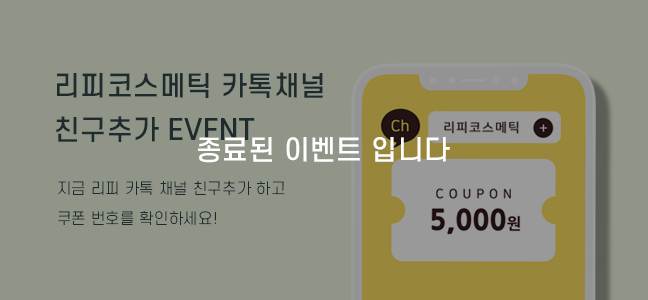 리피코스메틱 카톡채널
친구추가 EVENT
종료된 이벤트 입니다
지금 리피 카톡 채널 친구추가 하고
쿠폰 번호를 확인하세요!
Ch
리피코스메틱 +
COUPON
5,000원